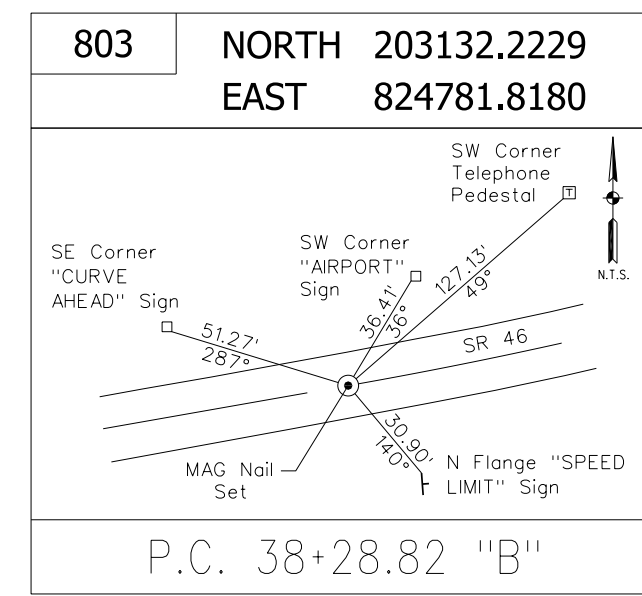 803
NORTH 203132.2229
EAST 824781.8180
SW Corner
Telephone
Pedestal
T
N.T.S.
SW Corner
"AIRPORT"
Sign
SE Corner
"CURVE
AHEAD" Sign
127.13'
49°
36.41'
36°
51.27'
287°
SR 46
30.90'
140°
MAG Nail
Set
N Flange "SPEED
LIMIT" Sign
P.C. 38+28.82 "B"